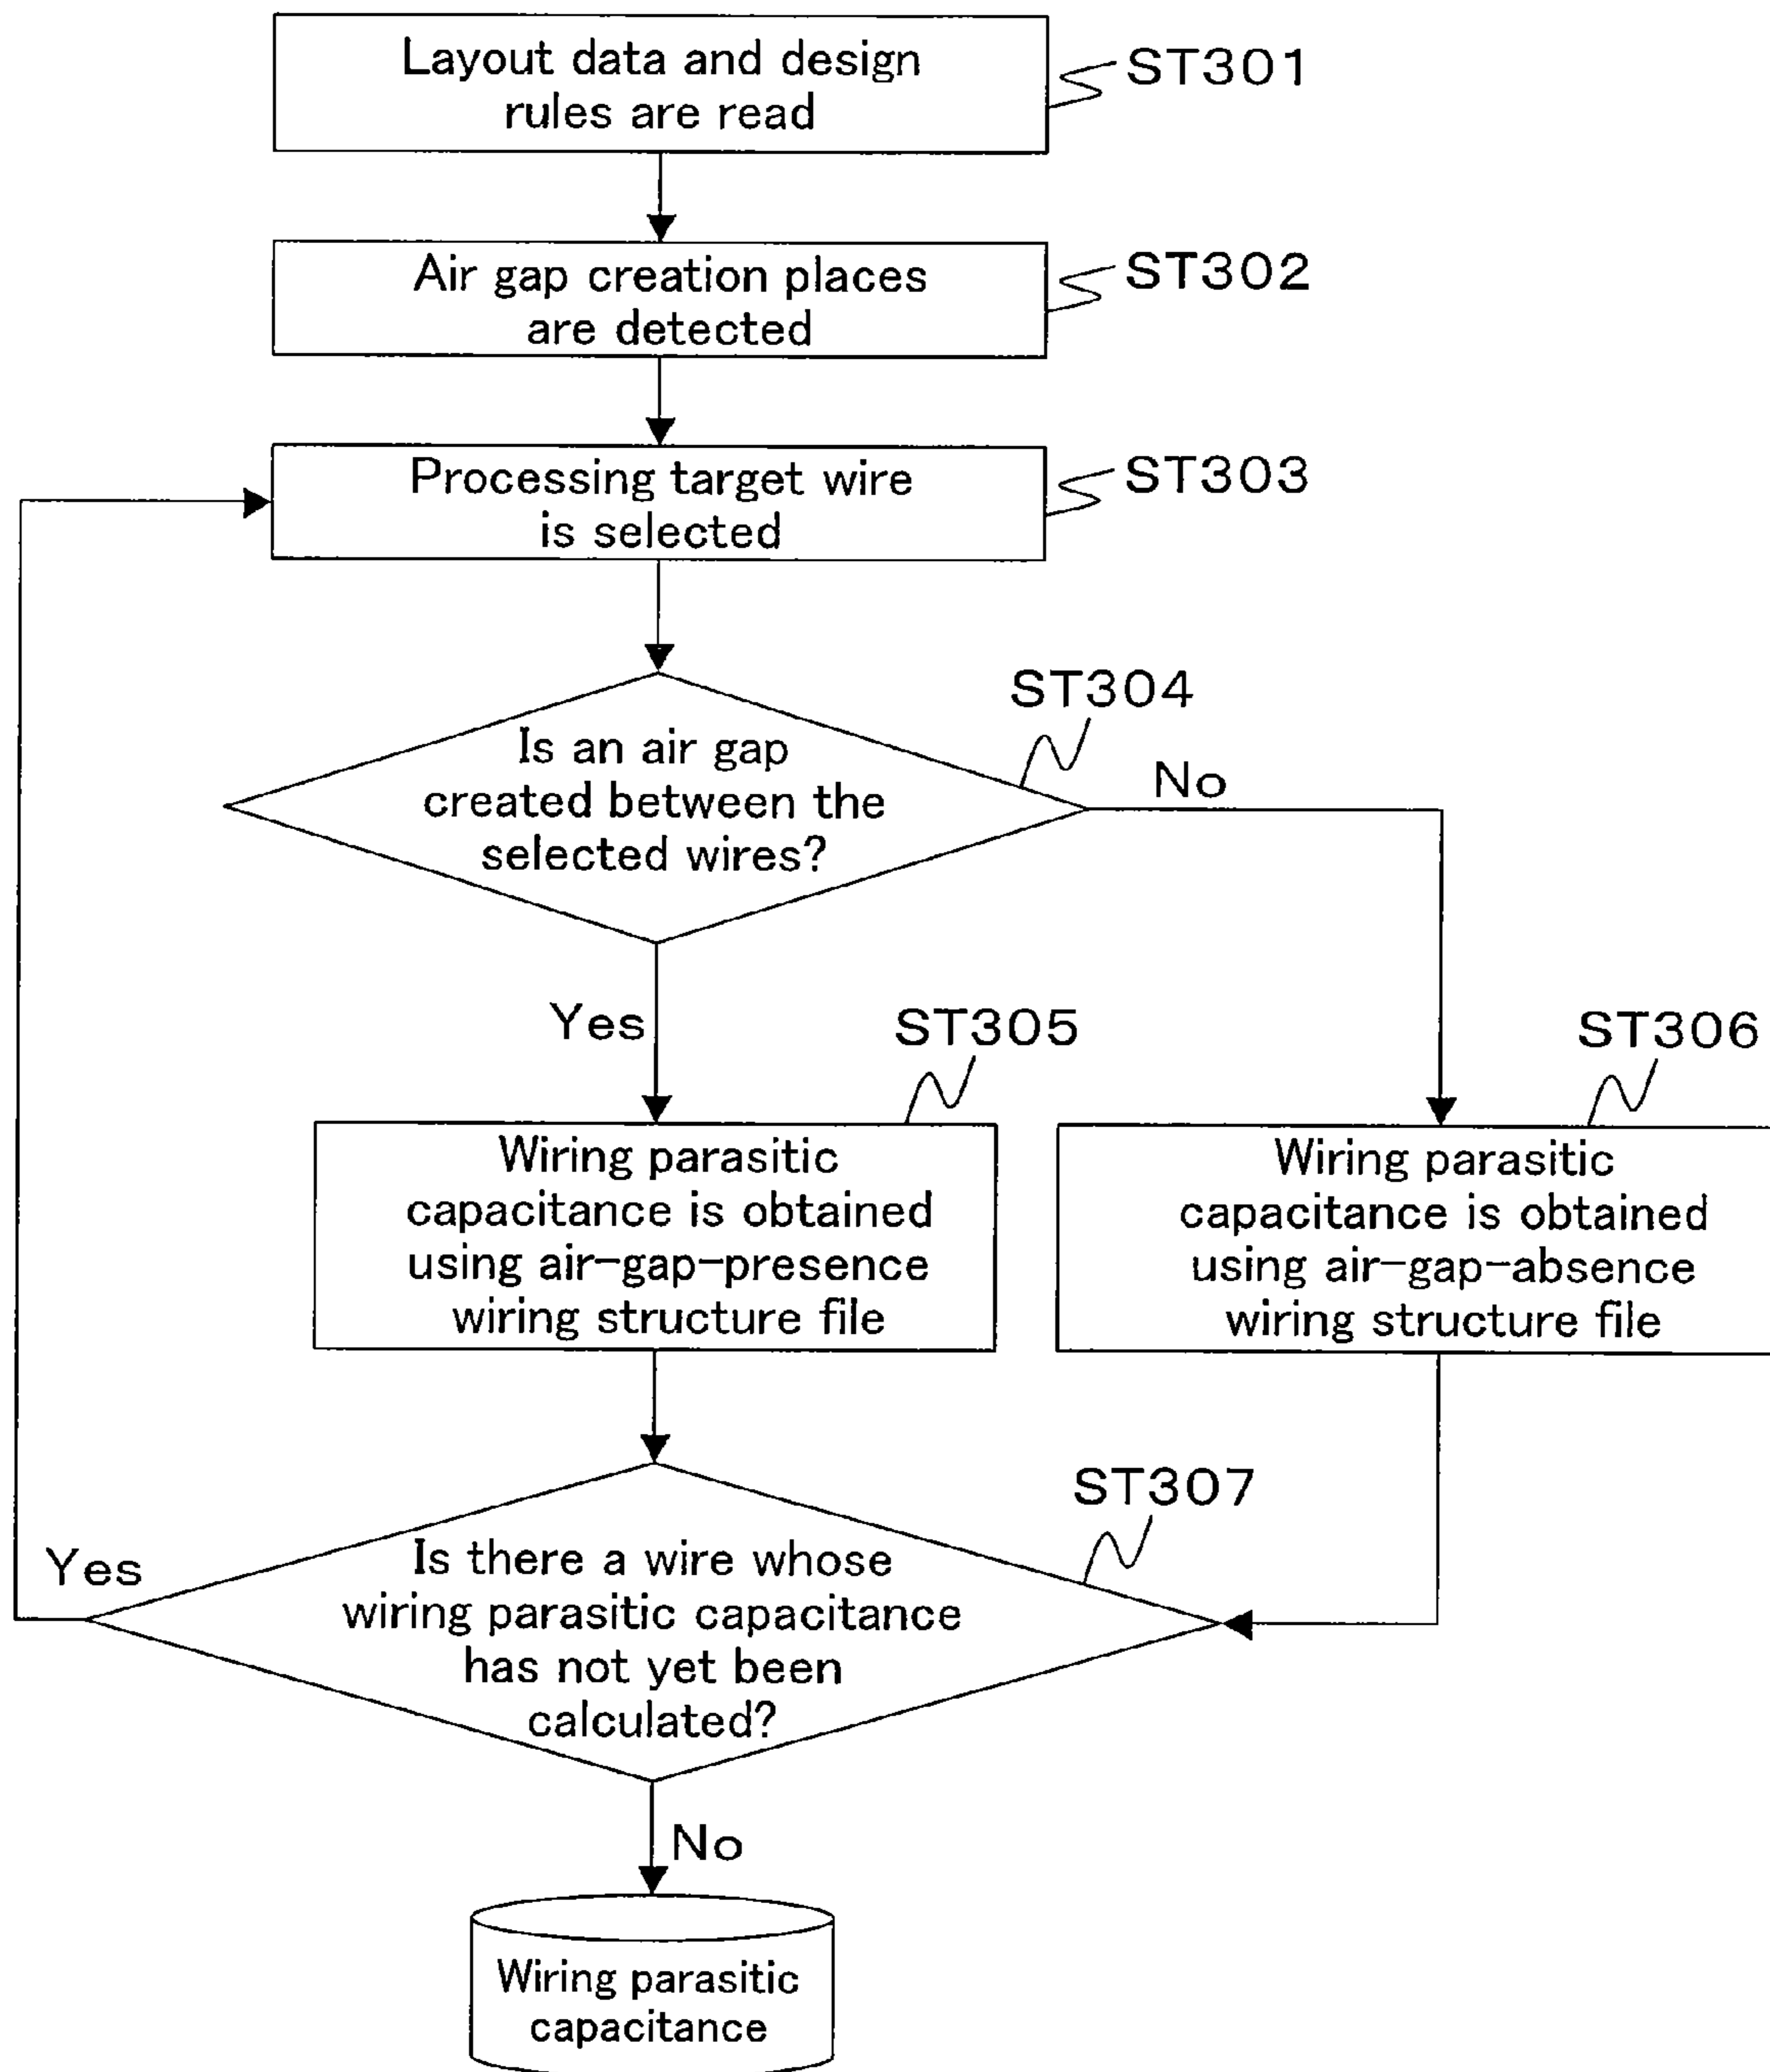 Layout data and design
rules are read
ST301
Air gap creation places
are detected
ST302
Processing target wire
is selected
ST303
ST304
Is an air gap
created between the
selected wires?
No
Yes
ST305
ST306
Wiring parasitic
capacitance is obtained
using air-gap-presence
wiring structure file
Wiring parasitic
capacitance is obtained
using air-gap-absence
wiring structure file
ST307
Yes
Is there a wire whose
wiring parasitic capacitance
has not yet been
calculated?
No
Wiring parasitic
capacitance